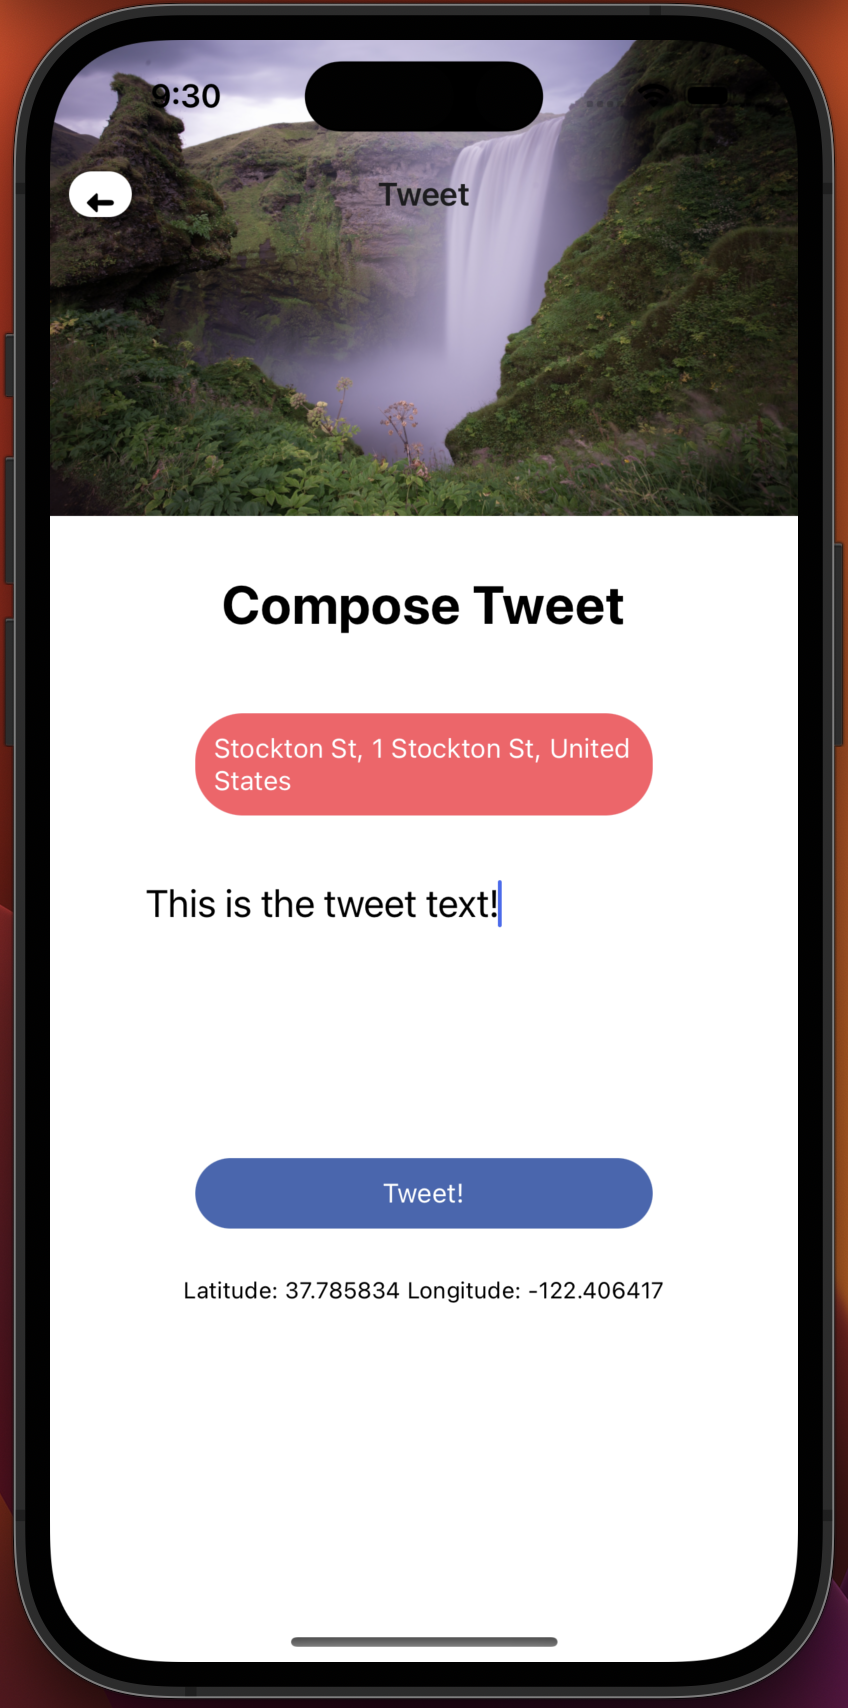 9:30
Tweet
Compose Tweet
Stockton St, 1 Stockton St, United
States
This is the tweet text!
Tweet!
Latitude: 37.785834 Longitude: -122.406417